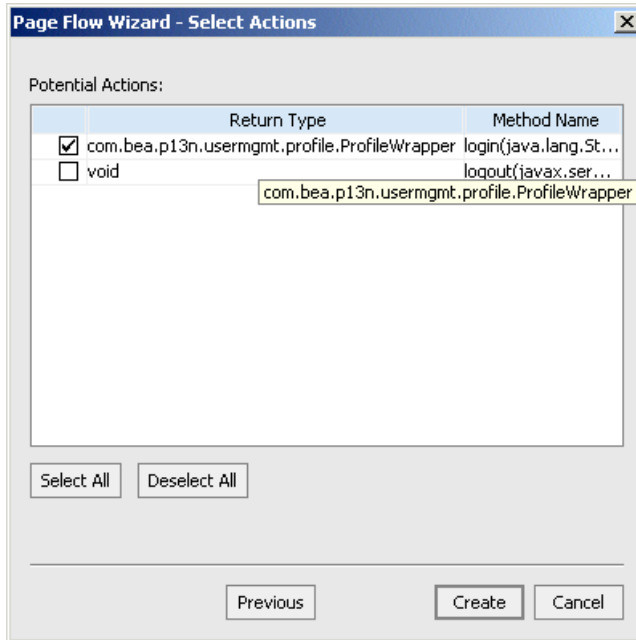 Page Flow Wizard - Select Actions
Potential Actions:
Return Type Method Name
com.bea.p13n.usermgmt.profile.ProfileWrapper login(java.lang.St...
void logout(javax.ser...
com.bea.p13n.usermgmt.profile.ProfileWrapper
Select All Deselect All
Previous Create Cancel